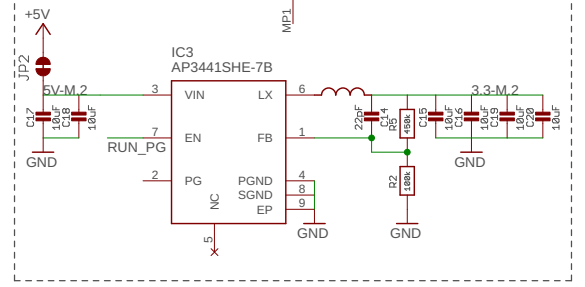 +5V
MP1
JP2
IC3
AP3441SHE-7B
5V-M.2
3.3-M.2
C17
10uF
C18
10uF
3
VIN
LX
6
22pF
C14
R5
450k
C15
10uF
C16
10uF
C19
10uF
C20
10uF
7
EN
FB
1
RUN_PG
GND
GND
2
PG
PGND
4
SGND
8
EP
9
NC
5
R2
100k
GND
GND